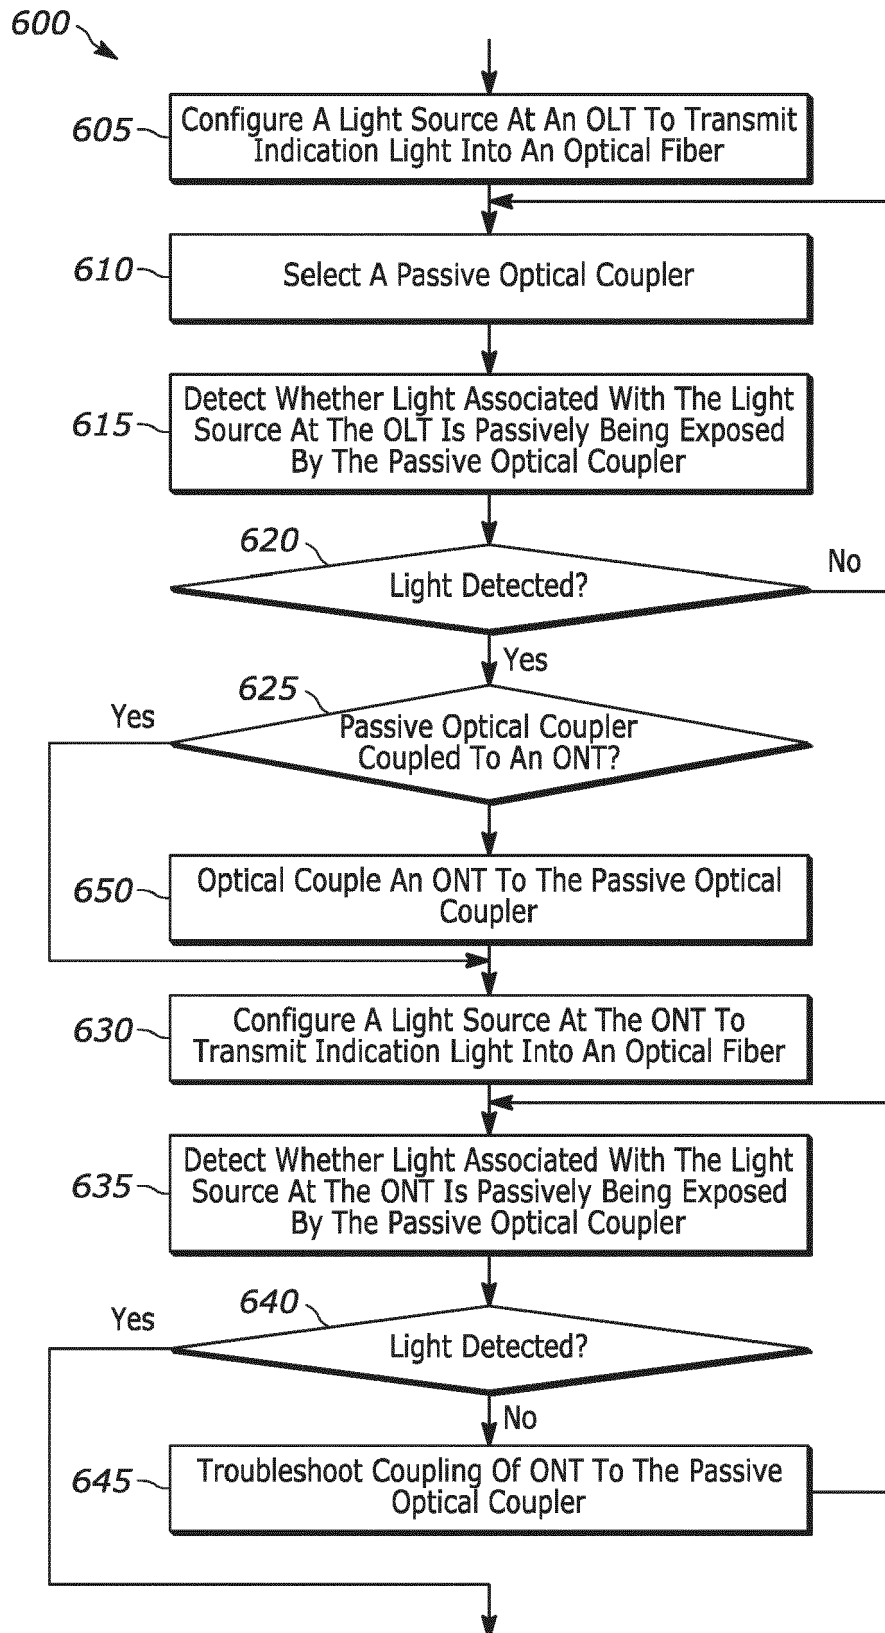 600
605
Configure A Light Source At An OLT To Transmit
Indication Light Into An Optical Fiber
610
Select A Passive Optical Coupler
615
Detect Whether Light Associated With The Light
Source At The OLT Is Passively Being Exposed
By The Passive Optical Coupler
620
Light Detected?
No
Yes
625
Yes
Passive Optical Coupler
Coupled To An ONT?
650
Optical Couple An ONT To The Passive Optical
Coupler
630
Configure A Light Source At The ONT To
Transmit Indication Light Into An Optical Fiber
635
Detect Whether Light Associated With The Light
Source At The ONT Is Passively Being Exposed
By The Passive Optical Coupler
640
Yes
Light Detected?
No
645
Troubleshoot Coupling Of ONT To The Passive
Optical Coupler